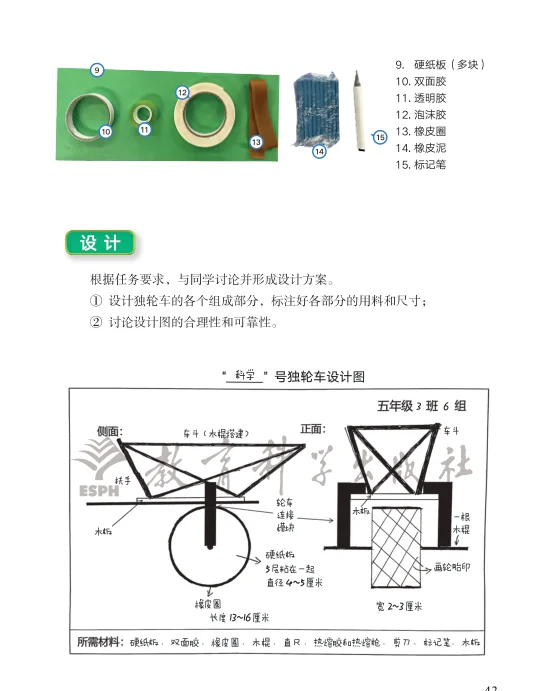 9. 硬纸板（多块）
10. 双面胶
11. 透明胶
12. 泡沫胶
13. 橡皮圈
14. 橡皮泥
15. 标记笔
9
10
11
12
13
14
15
设计
根据任务要求，与同学讨论并形成设计方案。
① 设计独轮车的各个组成部分，标注好各部分的用料和尺寸；
② 讨论设计图的合理性和可靠性。
“科学”号独轮车设计图
五年级 3 班 6 组
侧面：
车斗（木棍搭建）
正面：
车斗
扶手
木板
轮车
连接
模块
木板
一根
木棍
硬纸板
5层粘在一起
直径 4~5厘米
画轮胎印
橡皮圈
长度 13~16厘米
宽 2~3厘米
所需材料：硬纸板、双面胶、橡皮圈、木棍、直尺、热熔胶和热熔枪、剪刀、标记笔、木板
教育科学出版社
ESPH